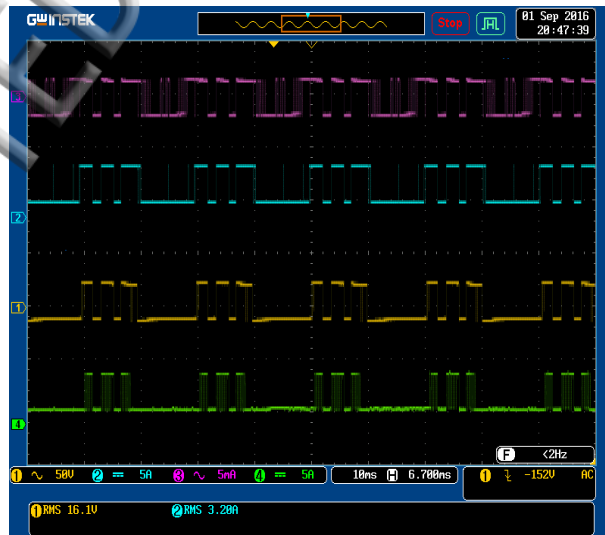 GWINSTEK
Stop
01 Sep 2016
20:47:39
3
2
1
4
F <2Hz
1 50V 2 5A 3 5mA 4 5A 10ms H 6.700ms 1 -152V AC
1 RMS 16.1V 2 RMS 3.20A